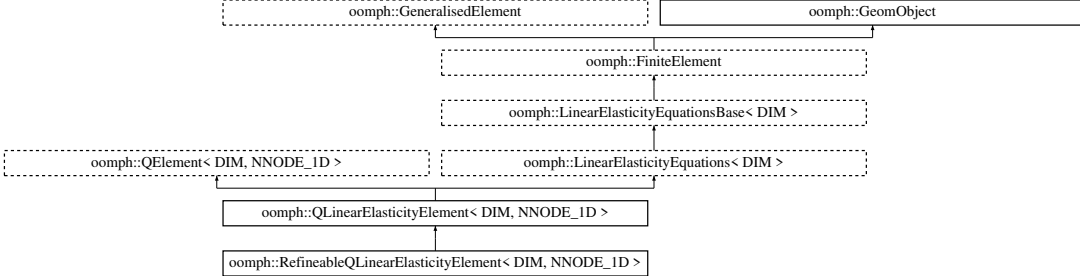 oomph::GeneralisedElement
oomph::GeomObject
oomph::FiniteElement
oomph::LinearElasticityEquationsBase< DIM >
oomph::QElement< DIM, NNODE_1D >
oomph::LinearElasticityEquations< DIM >
oomph::QLinearElasticityElement< DIM, NNODE_1D >
oomph::RefineableQLinearElasticityElement< DIM, NNODE_1D >